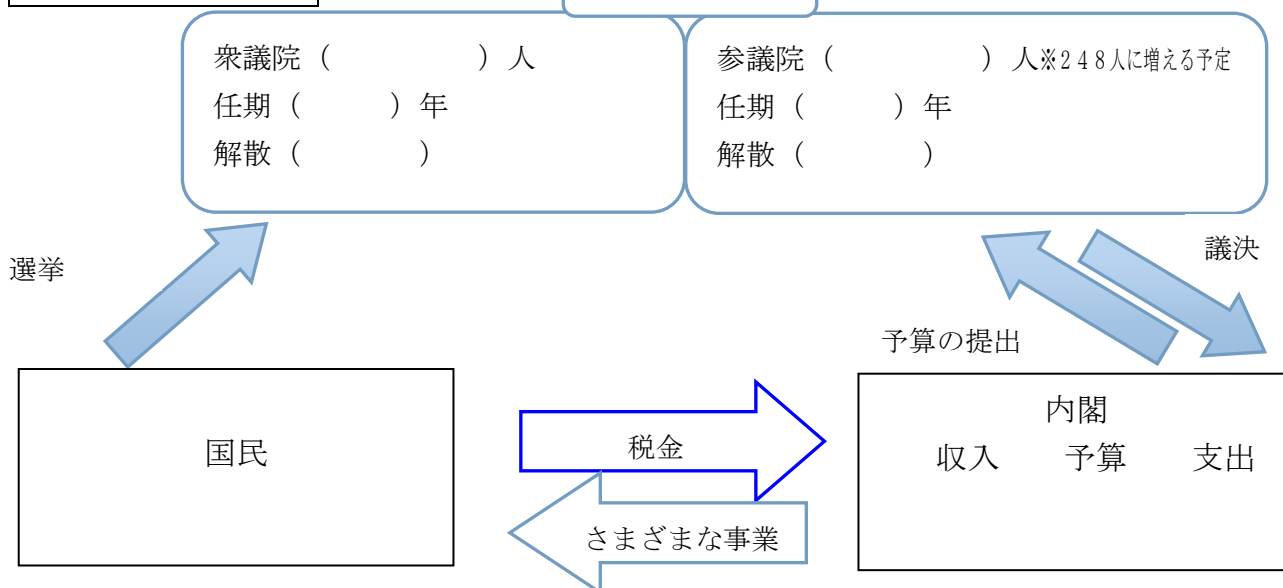 衆議院（　　　　　）人
任期（　　　）年
解散（　　　　）
参議院（　　　　　）人※２４８人に増える予定
任期（　　　）年
解散（　　　　）
選挙
議決
予算の提出
国民
税金
さまざまな事業
内閣
収入　予算　支出